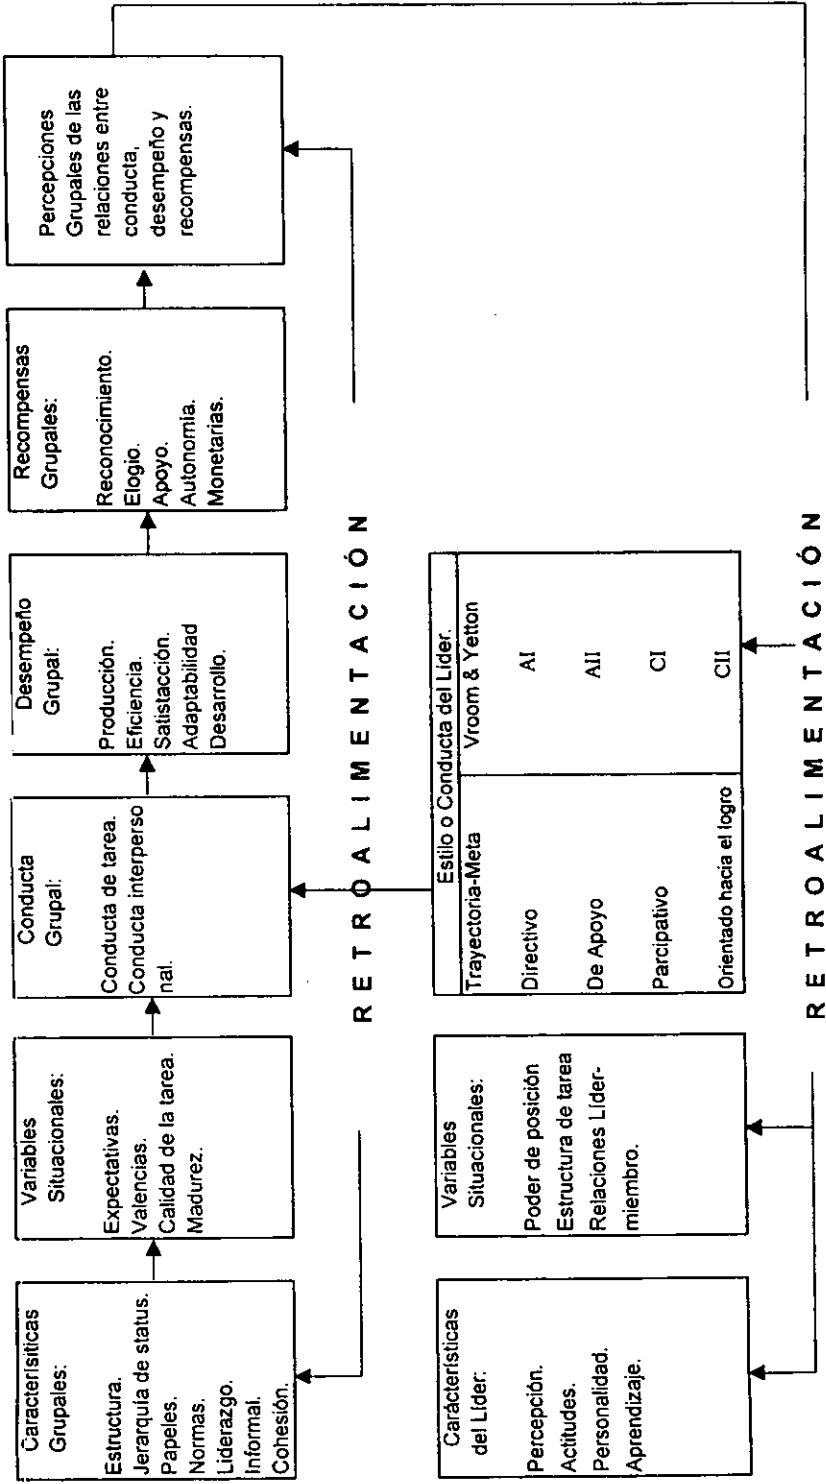 Caracterísiticas
Grupales:
Estructura.
Jerarquía de status.
Papeles.
Normas.
Liderazgo.
Informal.
Cohesión.
Variables
Situacionales:
Expectativas.
Valencias.
Calidad de la tarea.
Madurez.
Conducta
Grupal:
Conducta de tarea.
Conducta interperso
nal.
Desempeño
Grupal:
Producción.
Eficiencia.
Satistacción.
Adaptabilidad
Desarrollo.
Recompensas
Grupales:
Reconocimiento.
Elogio.
Apoyo.
Autonomía.
Monetarias.
Percepciones
Grupales de las
relaciones entre
conducta,
desempeño y
recompensas.
RETROALIMENTACIÓN
Carácterísticas
del Líder:
Percepción.
Actitudes.
Personalidad.
Aprendizaje.
Variables
Situacionales:
Poder de posición
Estructura de tarea
Relaciones Líder-
miembro.
Estilo o Conducta del Líder.
Trayectoria-Meta
Vroom & Yetton
Directivo
AI
De Apoyo
AII
Parcipativo
CI
Orientado hacia el logro
CII
RETROALIMENTACIÓN